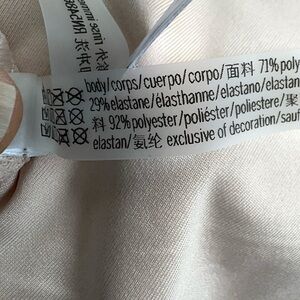 body/corps/cuerpo/corpo/面料 71% poly
29% elastane/élasthanne/elastano/elastan
料 92% polyester/poliéster/poliestere/聚
elastan/氨纶 exclusive of decoration/sauf